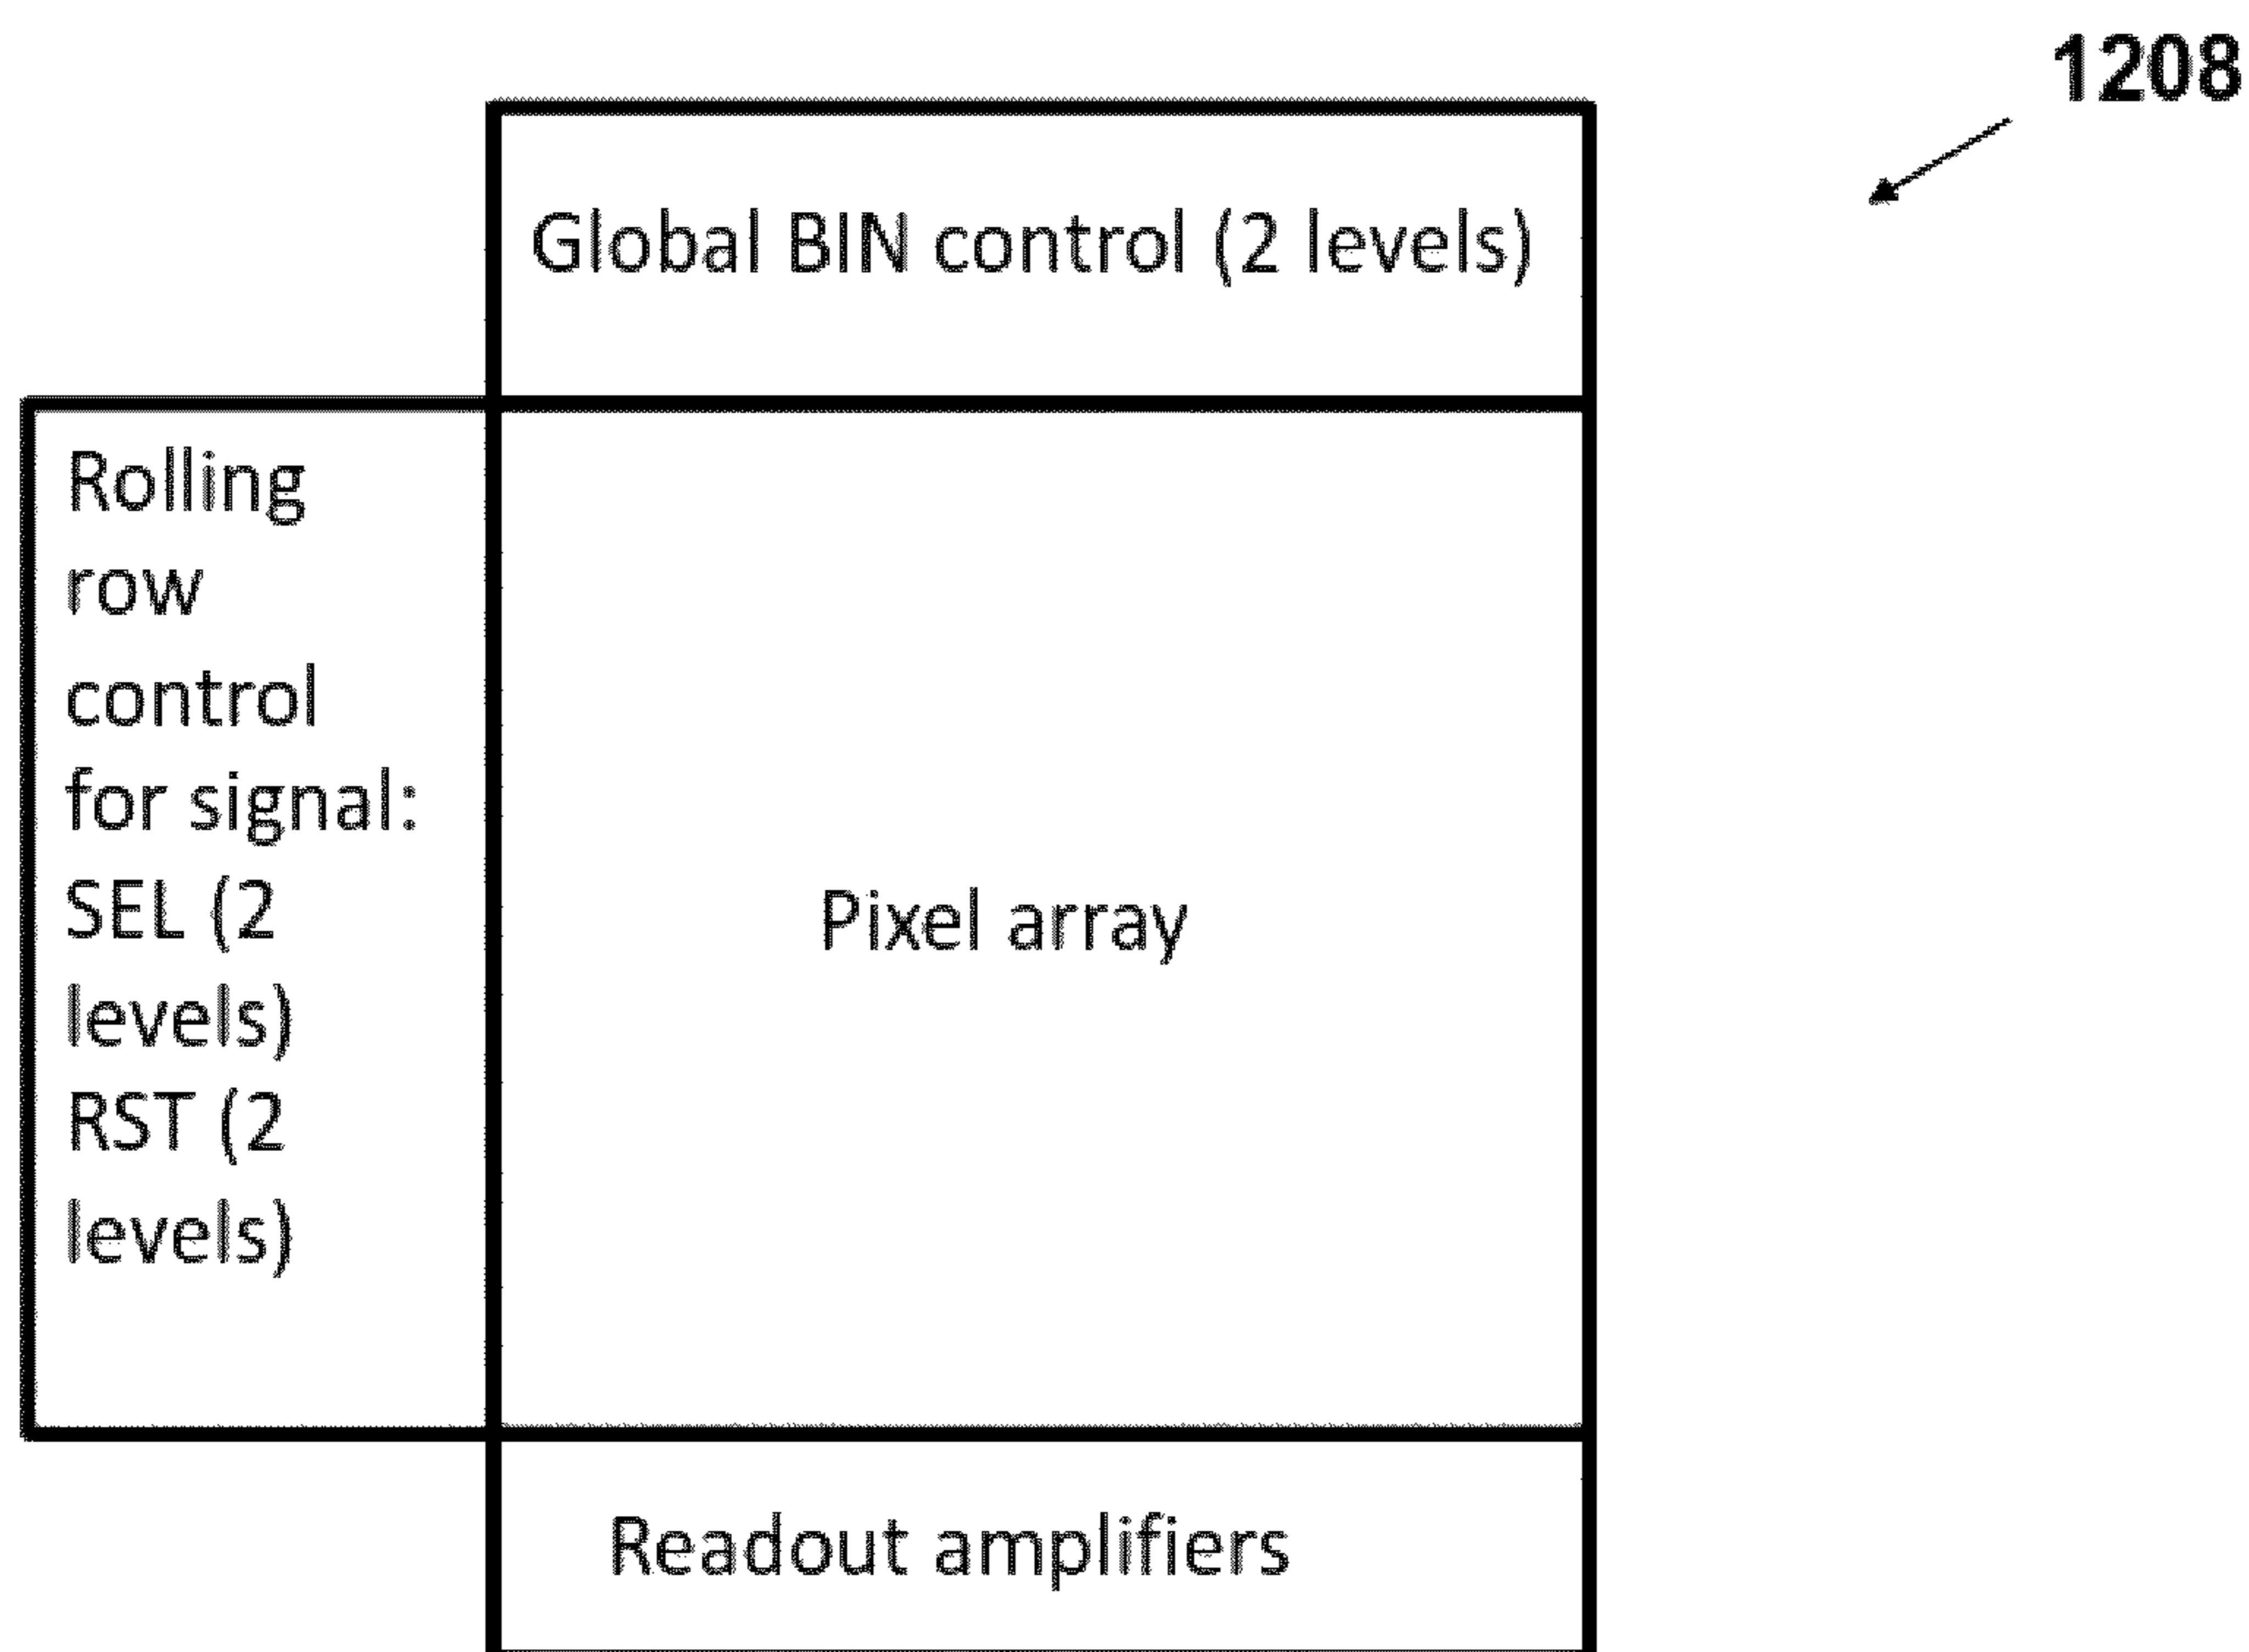 1208
Global BIN control (2 levels)
Rolling
row
control
for signal:
SEL (2
levels)
RST (2
levels)
Pixel array
Readout amplifiers